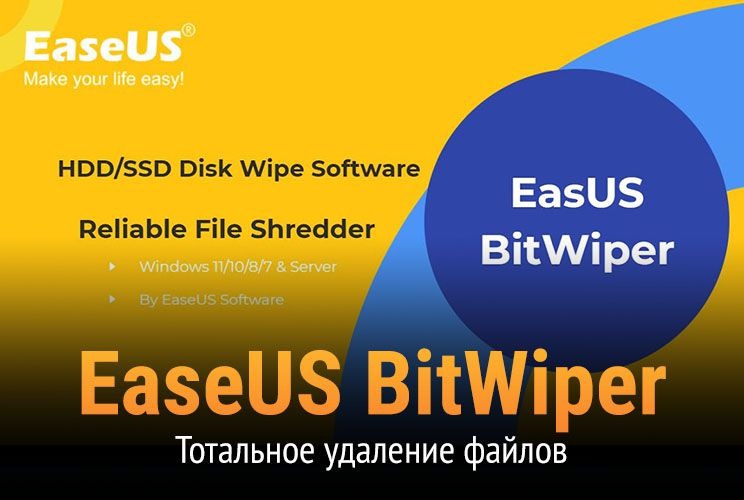 EaseUS®
Make your life easy!
HDD/SSD Disk Wipe Software
Reliable File Shredder
Windows 11/10/8/7 & Server
By EaseUS Software
EasUS
BitWiper
EaseUS BitWiper
Тотальное удаление файлов